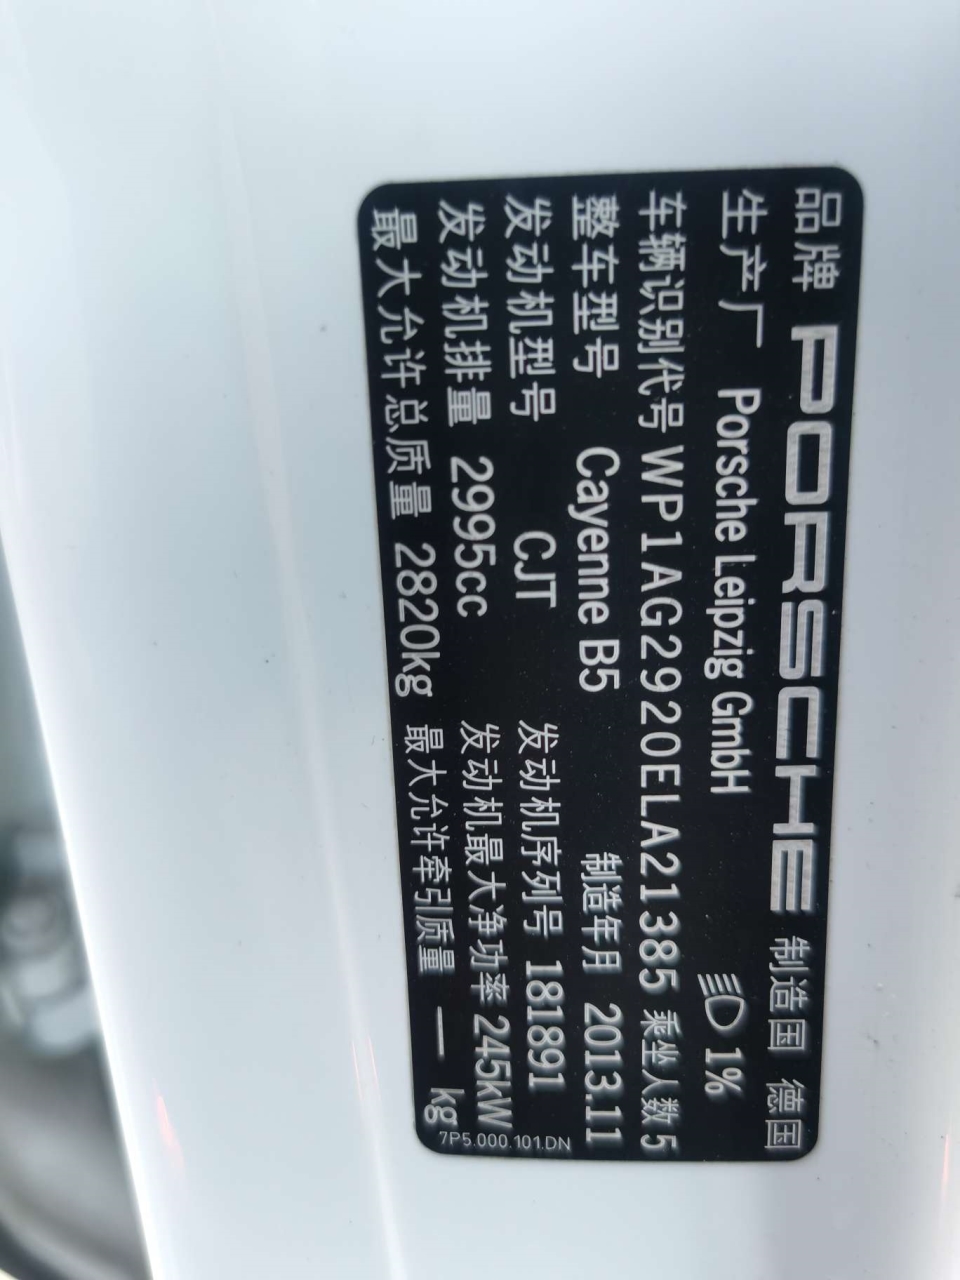 品牌 PORSCHE 制造国 德国
生产厂 Porsche Leipzig GmbH 1%
车辆识别代号 WP1AG2920ELA21385 乘坐人数 5
整车型号 Cayenne B5 制造年月 2013.11
发动机型号 CJT 发动机序列号 181891
发动机排量 2995cc 发动机最大净功率 245kW
最大允许总质量 2820kg 最大允许牵引质量 — kg
7P5.000.101.DN